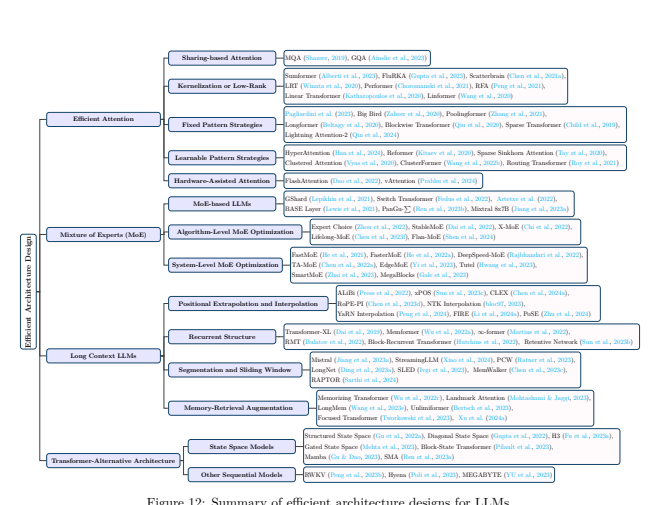 Efficient Architecture Design
Efficient Attention
Sharing-based Attention
MQA (Shazeer, 2019), GQA (Ainslie et al., 2023)
Kernelization or Low-Rank
Sumformer (Alberti et al., 2023), FluRKA (Gupta et al., 2023), Scatterbrain (Chen et al., 2021a),
LRT (Winata et al., 2020), Performer (Choromanski et al., 2021), RFA (Peng et al., 2021),
Linear Transformer (Katharopoulos et al., 2020), Linformer (Wang et al., 2020)
Fixed Pattern Strategies
Pagliardini et al. (2023), Big Bird (Zaheer et al., 2020), Poolingformer (Zhang et al., 2021),
Longformer (Beltagy et al., 2020), Blockwise Transformer (Qiu et al., 2020), Sparse Transformer (Child et al., 2019),
Lightning Attention-2 (Qin et al., 2024)
Learnable Pattern Strategies
HyperAttention (Han et al., 2024), Reformer (Kitaev et al., 2020), Sparse Sinkhorn Attention (Tay et al., 2020),
Clustered Attention (Vyas et al., 2020), ClusterFormer (Wang et al., 2022b), Routing Transformer (Roy et al., 2021)
Hardware-Assisted Attention
FlashAttention (Dao et al., 2022), vAttention (Prabhu et al., 2024)
Mixture of Experts (MoE)
MoE-based LLMs
GShard (Lepikhin et al., 2021), Switch Transformer (Fedus et al., 2022), Artetxe et al. (2022),
BASE Layer (Lewis et al., 2021), PanGu-∑ (Ren et al., 2023b), Mixtral 8x7B (Jiang et al., 2023a)
Algorithm-Level MoE Optimization
Expert Choice (Zhou et al., 2022), StableMoE (Dai et al., 2022), X-MoE (Chi et al., 2022),
Lifelong-MoE (Chen et al., 2023f), Flan-MoE (Shen et al., 2024)
System-Level MoE Optimization
FastMoE (He et al., 2021), FasterMoE (He et al., 2022a), DeepSpeed-MoE (Rajbhandari et al., 2022),
TA-MoE (Chen et al., 2022a), EdgeMoE (Yi et al., 2023), Tutel (Hwang et al., 2023),
SmartMoE (Zhai et al., 2023), MegaBlocks (Gale et al., 2023)
Long Context LLMs
Positional Extrapolation and Interpolation
ALiBi (Press et al., 2022), xPOS (Sun et al., 2023c), CLEX (Chen et al., 2024a),
RoPE-PI (Chen et al., 2023d), NTK Interpolation (bloc97, 2023),
YaRN Interpolation (Peng et al., 2024), FIRE (Li et al., 2024a), PoSE (Zhu et al., 2024)
Recurrent Structure
Transformer-XL (Dai et al., 2019), Memformer (Wu et al., 2022a), ∞-former (Martins et al., 2022),
RMT (Bulatov et al., 2022), Block-Recurrent Transformer (Hutchins et al., 2022), Retentive Network (Sun et al., 2023b)
Segmentation and Sliding Window
Mistral (Jiang et al., 2023a), StreamingLLM (Xiao et al., 2024), PCW (Ratner et al., 2023),
LongNet (Ding et al., 2023a), SLED (Ivgi et al., 2023), MemWalker (Chen et al., 2023c),
RAPTOR (Sarthi et al., 2024)
Memory-Retrieval Augmentation
Memorizing Transformer (Wu et al., 2022c), Landmark Attention (Mohtashami & Jaggi, 2023),
LongMem (Wang et al., 2023e), Unlimiformer (Bertsch et al., 2023),
Focused Transformer (Tworkowski et al., 2023), Xu et al. (2024a)
Transformer-Alternative Architecture
State Space Models
Structured State Space (Gu et al., 2022a), Diagonal State Space (Gupta et al., 2022), H3 (Fu et al., 2023a),
Gated State Space (Mehta et al., 2023), Block-State Transformer (Pilault et al., 2023),
Mamba (Gu & Dao, 2023), SMA (Ren et al., 2023a)
Other Sequential Models
RWKV (Peng et al., 2023b), Hyena (Poli et al., 2023), MEGABYTE (YU et al., 2023)
Figure 12: Summary of efficient architecture designs for LLMs